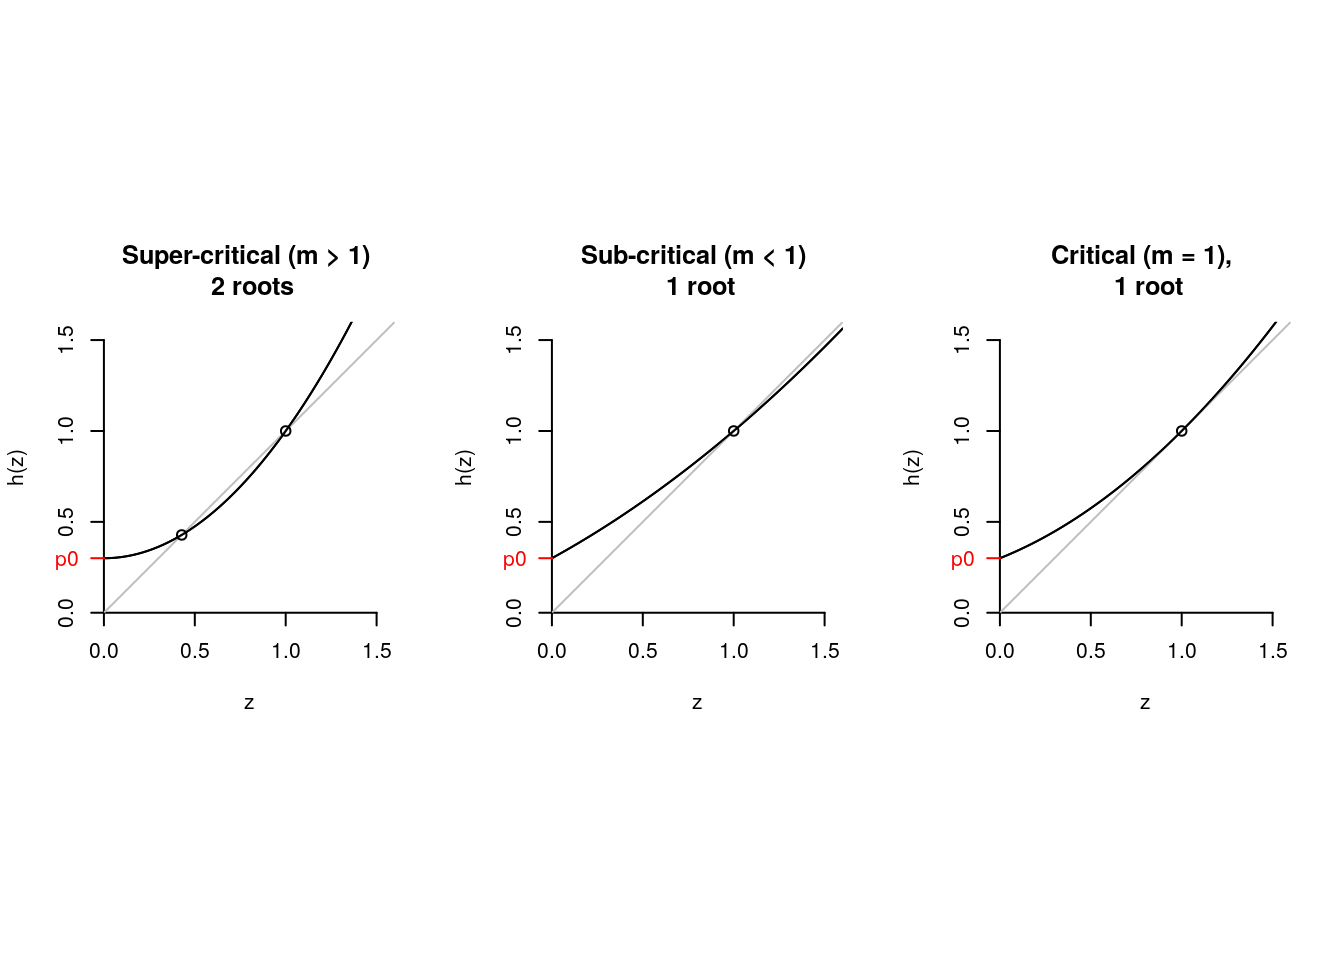 Super-critical (m > 1)
2 roots
h(z)
1.5
1.0
0.5
p0
0.0
0.0 0.5 1.0 1.5
z
Sub-critical (m < 1)
1 root
h(z)
1.5
1.0
0.5
p0
0.0
0.0 0.5 1.0 1.5
z
Critical (m = 1),
1 root
h(z)
1.5
1.0
0.5
p0
0.0
0.0 0.5 1.0 1.5
z